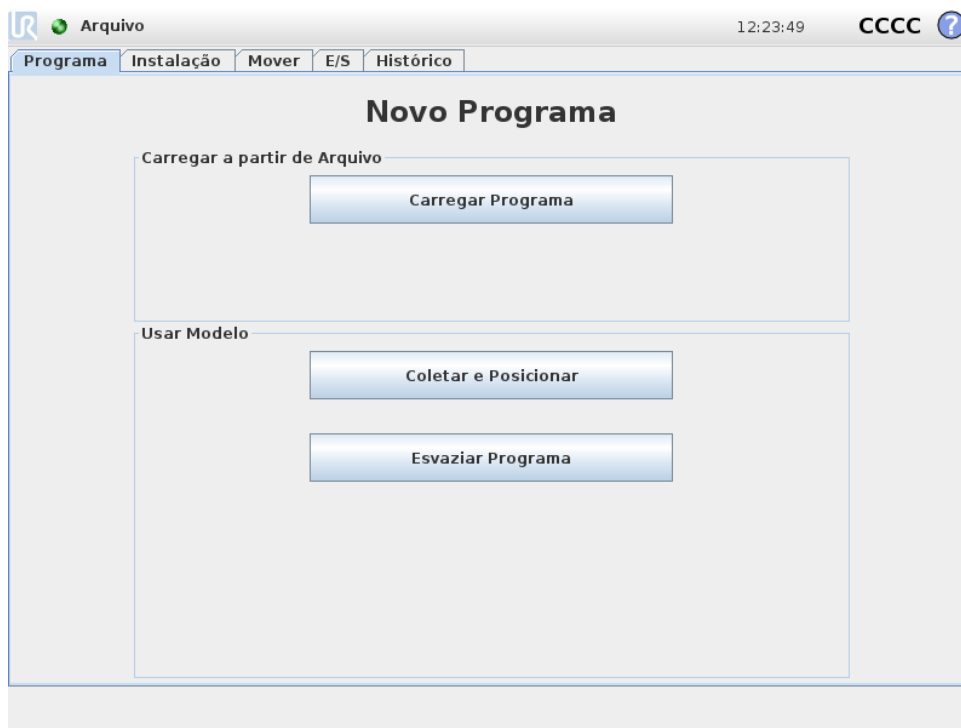 UR Arquivo 12:23:49 CCCC ?
Programa Instalação Mover E/S Histórico
Novo Programa
Carregar a partir de Arquivo
Carregar Programa
Usar Modelo
Coletar e Posicionar
Esvaziar Programa